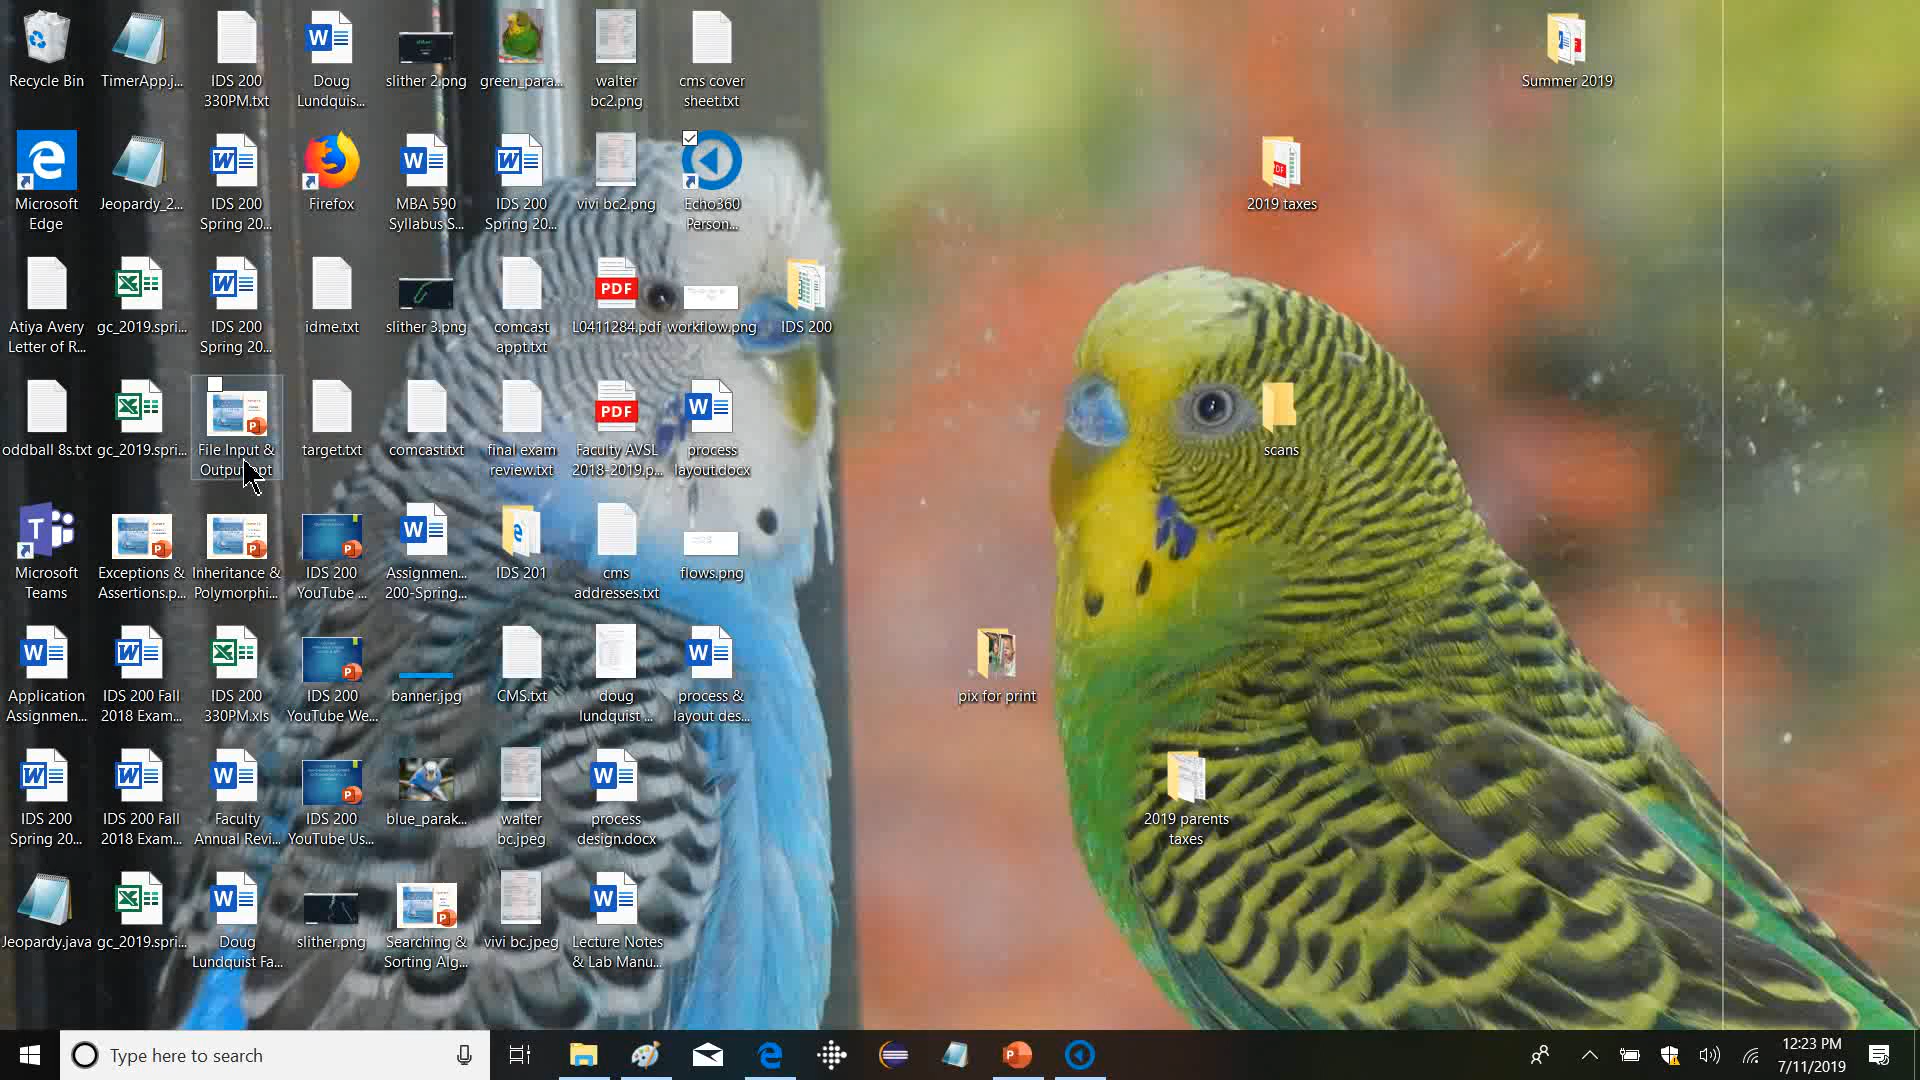 Recycle Bin
TimerApp.j...
IDS 200
330PM.txt
Doug
Lundquis...
slither 2.png
green_para...
walter
bc2.png
cms cover
sheet.txt
Summer 2019
Microsoft
Edge
Jeopardy_2...
IDS 200
Spring 20...
Firefox
MBA 590
Syllabus S...
IDS 200
Spring 20...
vivi bc2.png
Echo360
Person...
2019 taxes
Atiya Avery
Letter of R...
gc_2019.spri...
IDS 200
Spring 20...
idme.txt
slither 3.png
comcast
appt.txt
PDF
L0411284.pdf
workflow.png
IDS 200
oddball 8s.txt
gc_2019.spri...
File Input &
target.txt
comcast.txt
final exam
review.txt
PDF
Faculty AVSL
2018-2019.p...
process
layout.docx
scans
Microsoft
Teams
Exceptions &
Assertions.p...
Inheritance &
Polymorphi...
IDS 200
YouTube ...
Assignmen...
200-Spring...
IDS 201
cms
addresses.txt
flows.png
Application
Assignmen...
IDS 200 Fall
2018 Exam...
IDS 200
330PM.xls
IDS 200
YouTube We...
banner.jpg
CMS.txt
doug
lundquist ...
process &
layout des...
pix for print
IDS 200
Spring 20...
IDS 200 Fall
2018 Exam...
Faculty
Annual Revi...
IDS 200
YouTube Us...
blue_parak...
walter
bc.jpeg
process
design.docx
2019 parents
taxes
Jeopardy.java
gc_2019.spri...
Doug
Lundquist Fa...
slither.png
Searching &
Sorting Alg...
vivi bc.jpeg
Lecture Notes
& Lab Manu...
Type here to search
12:23 PM
7/11/2019